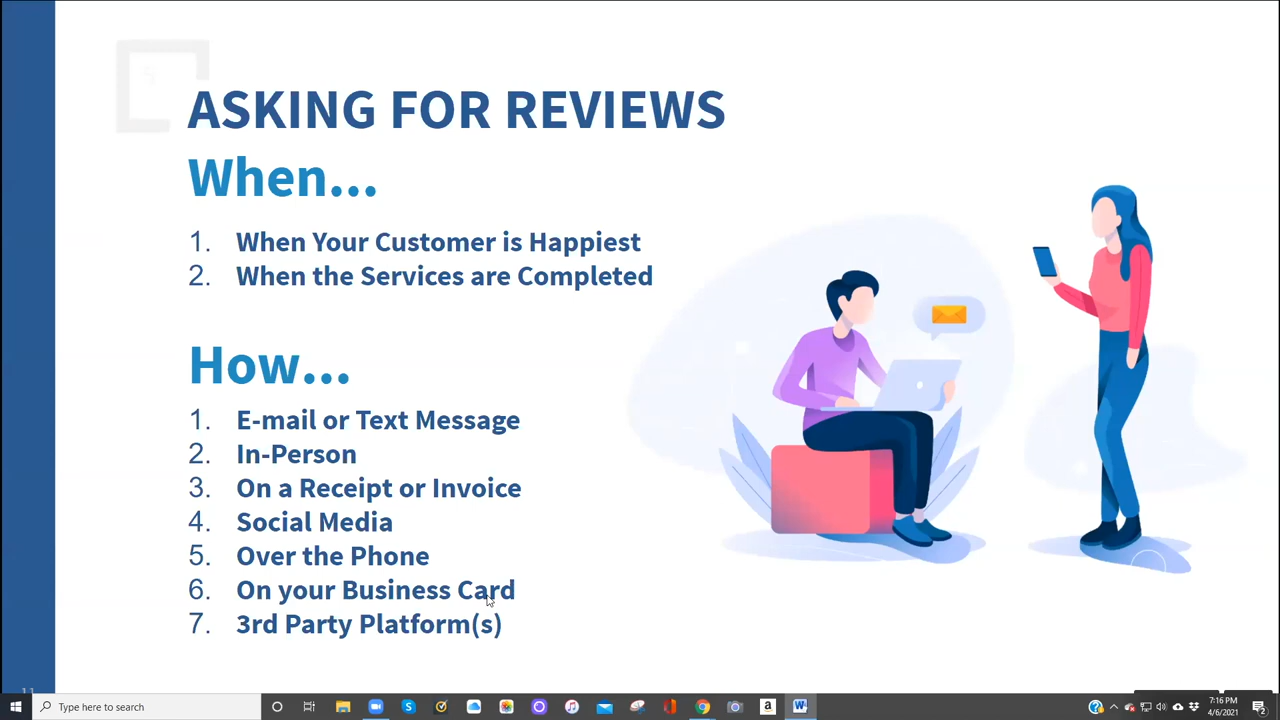 ASKING FOR REVIEWS
When...
1. When Your Customer is Happiest
2. When the Services are Completed
How...
1. E-mail or Text Message
2. In-Person
3. On a Receipt or Invoice
4. Social Media
5. Over the Phone
6. On your Business Card
7. 3rd Party Platform(s)
11
Type here to search
7:16 PM
4/6/2021